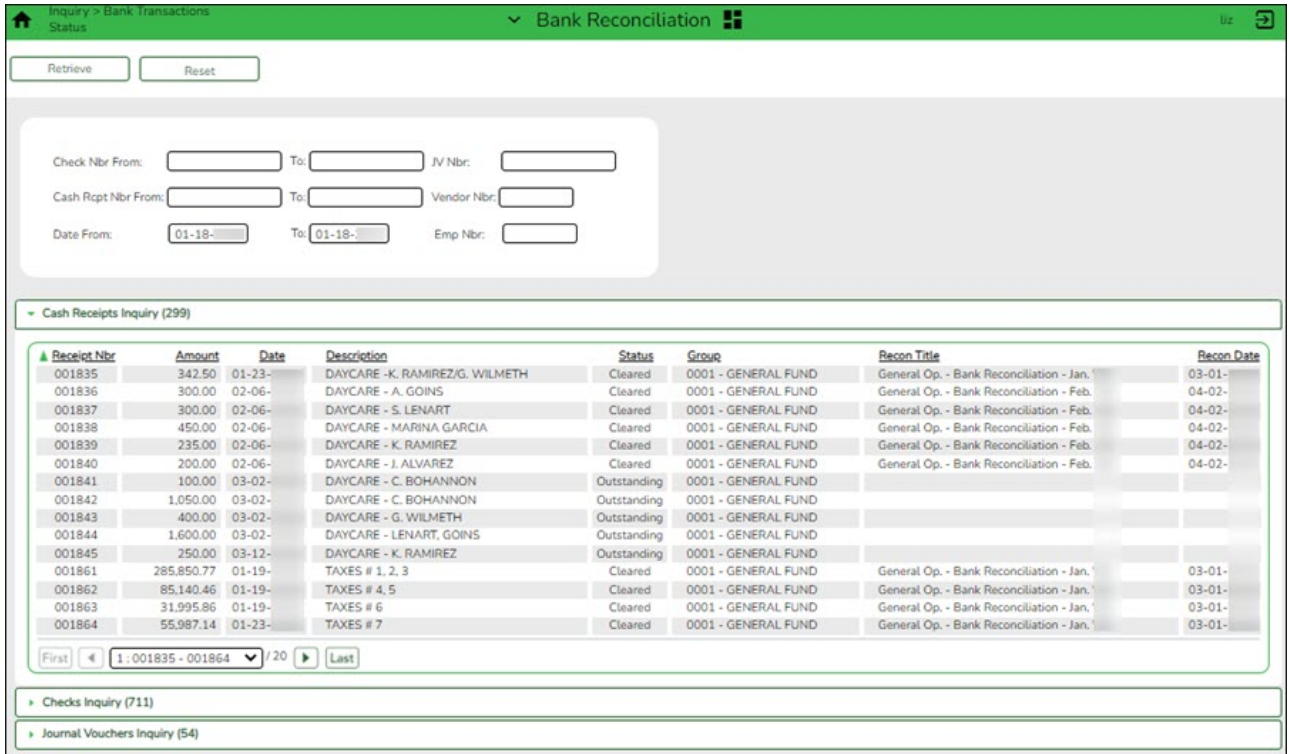 Inquiry > Bank Transactions
Status
Bank Reconciliation
liz
Retrieve Reset
Check Nbr From: To: JV Nbr:
Cash Rcpt Nbr From: To: Vendor Nbr:
Date From: 01-18- To: 01-18- Emp Nbr:
Cash Receipts Inquiry (299)
Receipt Nbr Amount Date Description Status Group Recon Title Recon Date
001835 342.50 01-23- DAYCARE -K. RAMIREZ/G. WILMETH Cleared 0001 - GENERAL FUND General Op. - Bank Reconciliation - Jan. 03-01-
001836 300.00 02-06- DAYCARE - A. GOINS Cleared 0001 - GENERAL FUND General Op. - Bank Reconciliation - Feb. 04-02-
001837 300.00 02-06- DAYCARE - S. LENART Cleared 0001 - GENERAL FUND General Op. - Bank Reconciliation - Feb. 04-02-
001838 450.00 02-06- DAYCARE - MARINA GARCIA Cleared 0001 - GENERAL FUND General Op. - Bank Reconciliation - Feb. 04-02-
001839 235.00 02-06- DAYCARE - K. RAMIREZ Cleared 0001 - GENERAL FUND General Op. - Bank Reconciliation - Feb. 04-02-
001840 200.00 02-06- DAYCARE - J. ALVAREZ Cleared 0001 - GENERAL FUND General Op. - Bank Reconciliation - Feb. 04-02-
001841 100.00 03-02- DAYCARE - C. BOHANNON Outstanding 0001 - GENERAL FUND
001842 1,050.00 03-02- DAYCARE - C. BOHANNON Outstanding 0001 - GENERAL FUND
001843 400.00 03-02- DAYCARE - G. WILMETH Outstanding 0001 - GENERAL FUND
001844 1,600.00 03-02- DAYCARE - LENART, GOINS Outstanding 0001 - GENERAL FUND
001845 250.00 03-12- DAYCARE - K. RAMIREZ Outstanding 0001 - GENERAL FUND
001861 285,850.77 01-19- TAXES # 1, 2, 3 Cleared 0001 - GENERAL FUND General Op. - Bank Reconciliation - Jan. 03-01-
001862 85,140.46 01-19- TAXES # 4, 5 Cleared 0001 - GENERAL FUND General Op. - Bank Reconciliation - Jan. 03-01-
001863 31,995.86 01-19- TAXES # 6 Cleared 0001 - GENERAL FUND General Op. - Bank Reconciliation - Jan. 03-01-
001864 55,987.14 01-23- TAXES # 7 Cleared 0001 - GENERAL FUND General Op. - Bank Reconciliation - Jan. 03-01-
First 1 : 001835 - 001864 / 20 Last
Checks Inquiry (711)
Journal Vouchers Inquiry (54)